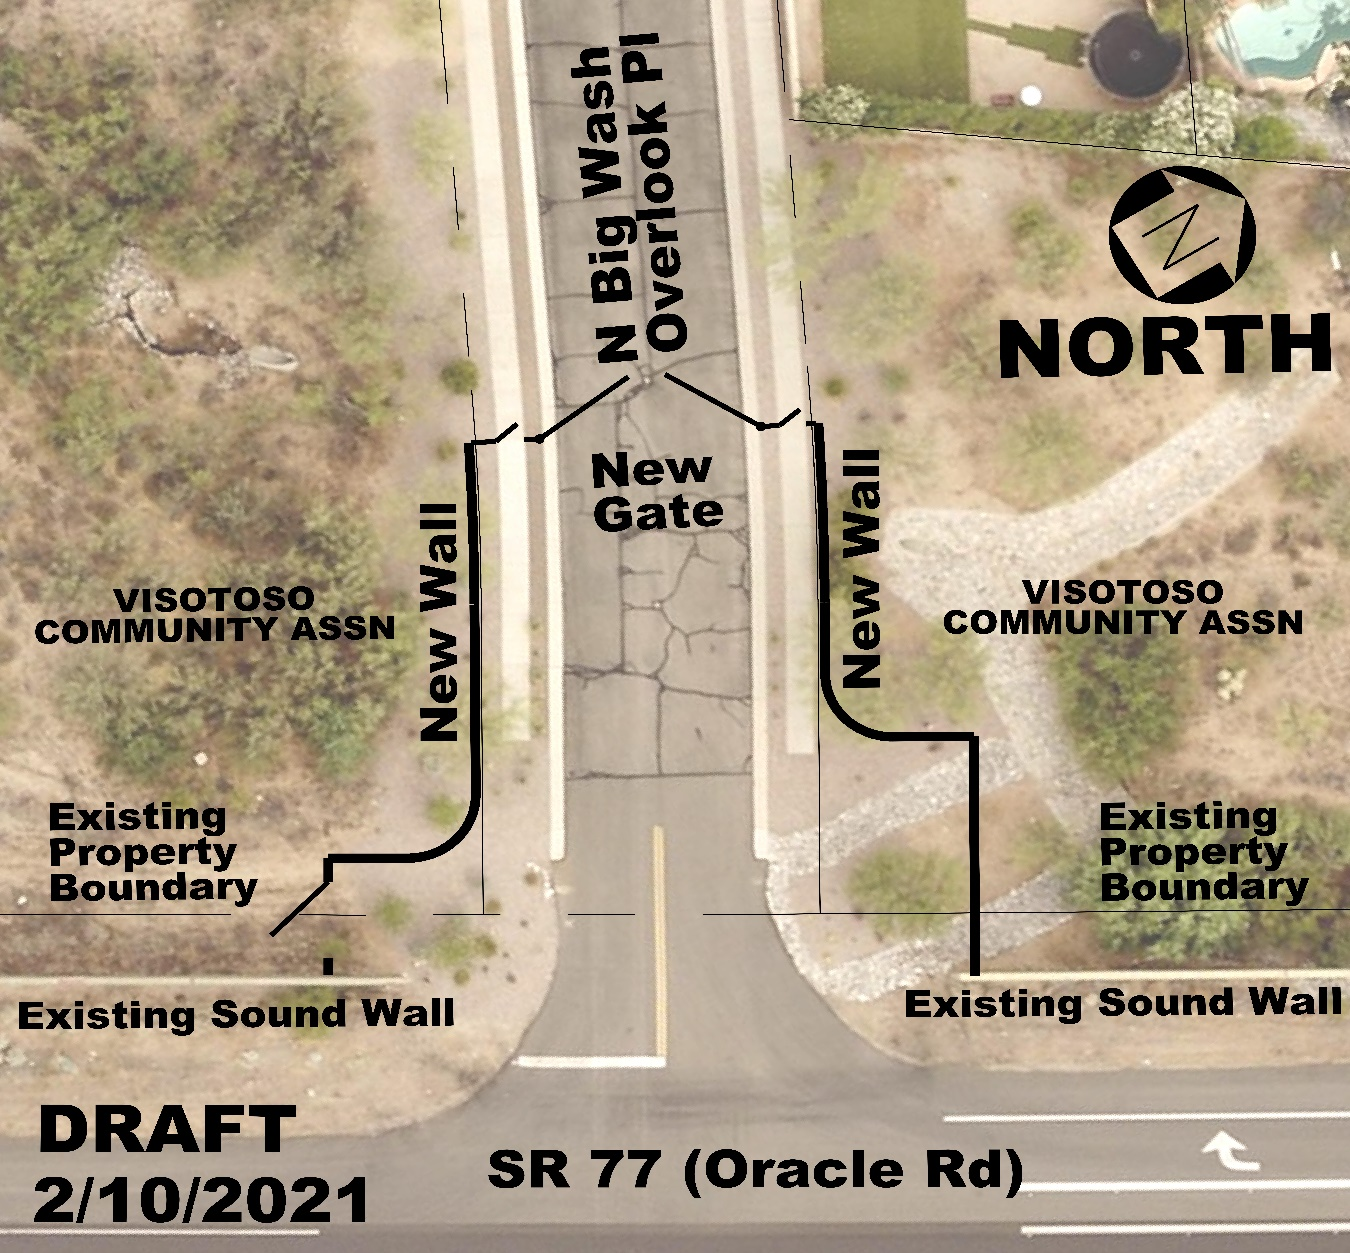 N Big Wash
Overlook Pl
N
NORTH
New
Gate
New Wall
New Wall
VISOTOSO
COMMUNITY ASSN
VISOTOSO
COMMUNITY ASSN
Existing
Property
Boundary
Existing
Property
Boundary
Existing Sound Wall
Existing Sound Wall
DRAFT
2/10/2021
SR 77 (Oracle Rd)